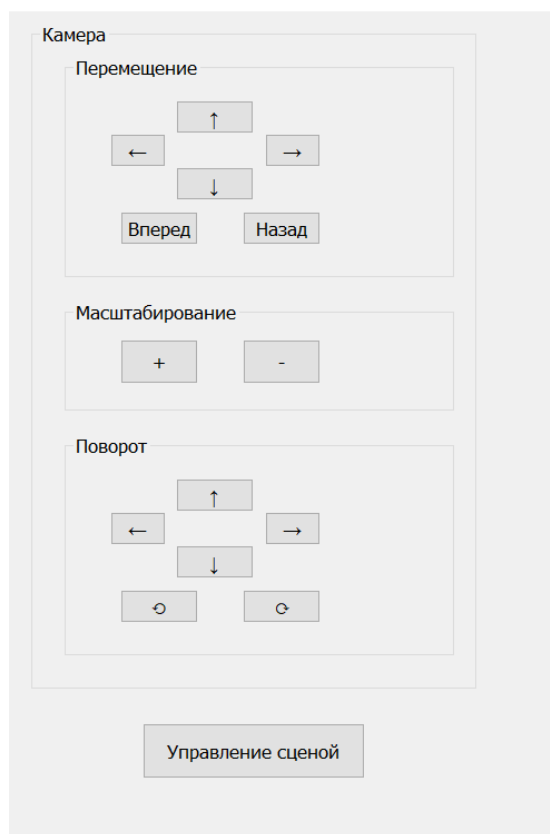 Камера
Перемещение
↑
← →
↓
Вперед Назад
Масштабирование
+ -
Поворот
↑
← →
↓
⟲ ⟳
Управление сценой